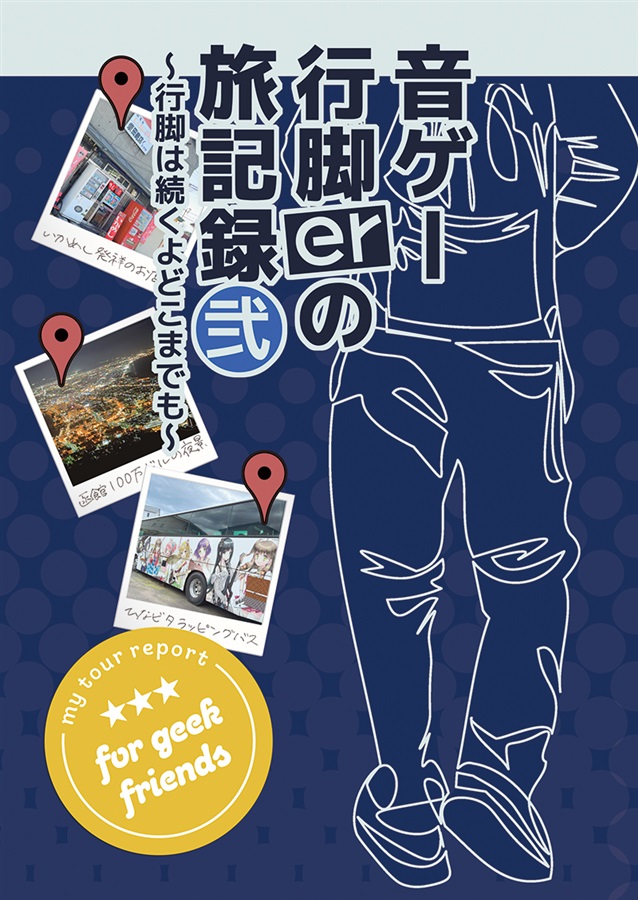 音ゲー
行脚erの
旅記録 弐
～行脚は続くよどこまでも～
いかめし発祥のお店
函館100万ドルの夜景
ひなビタラッピングバス
my tour report
for geek
friends